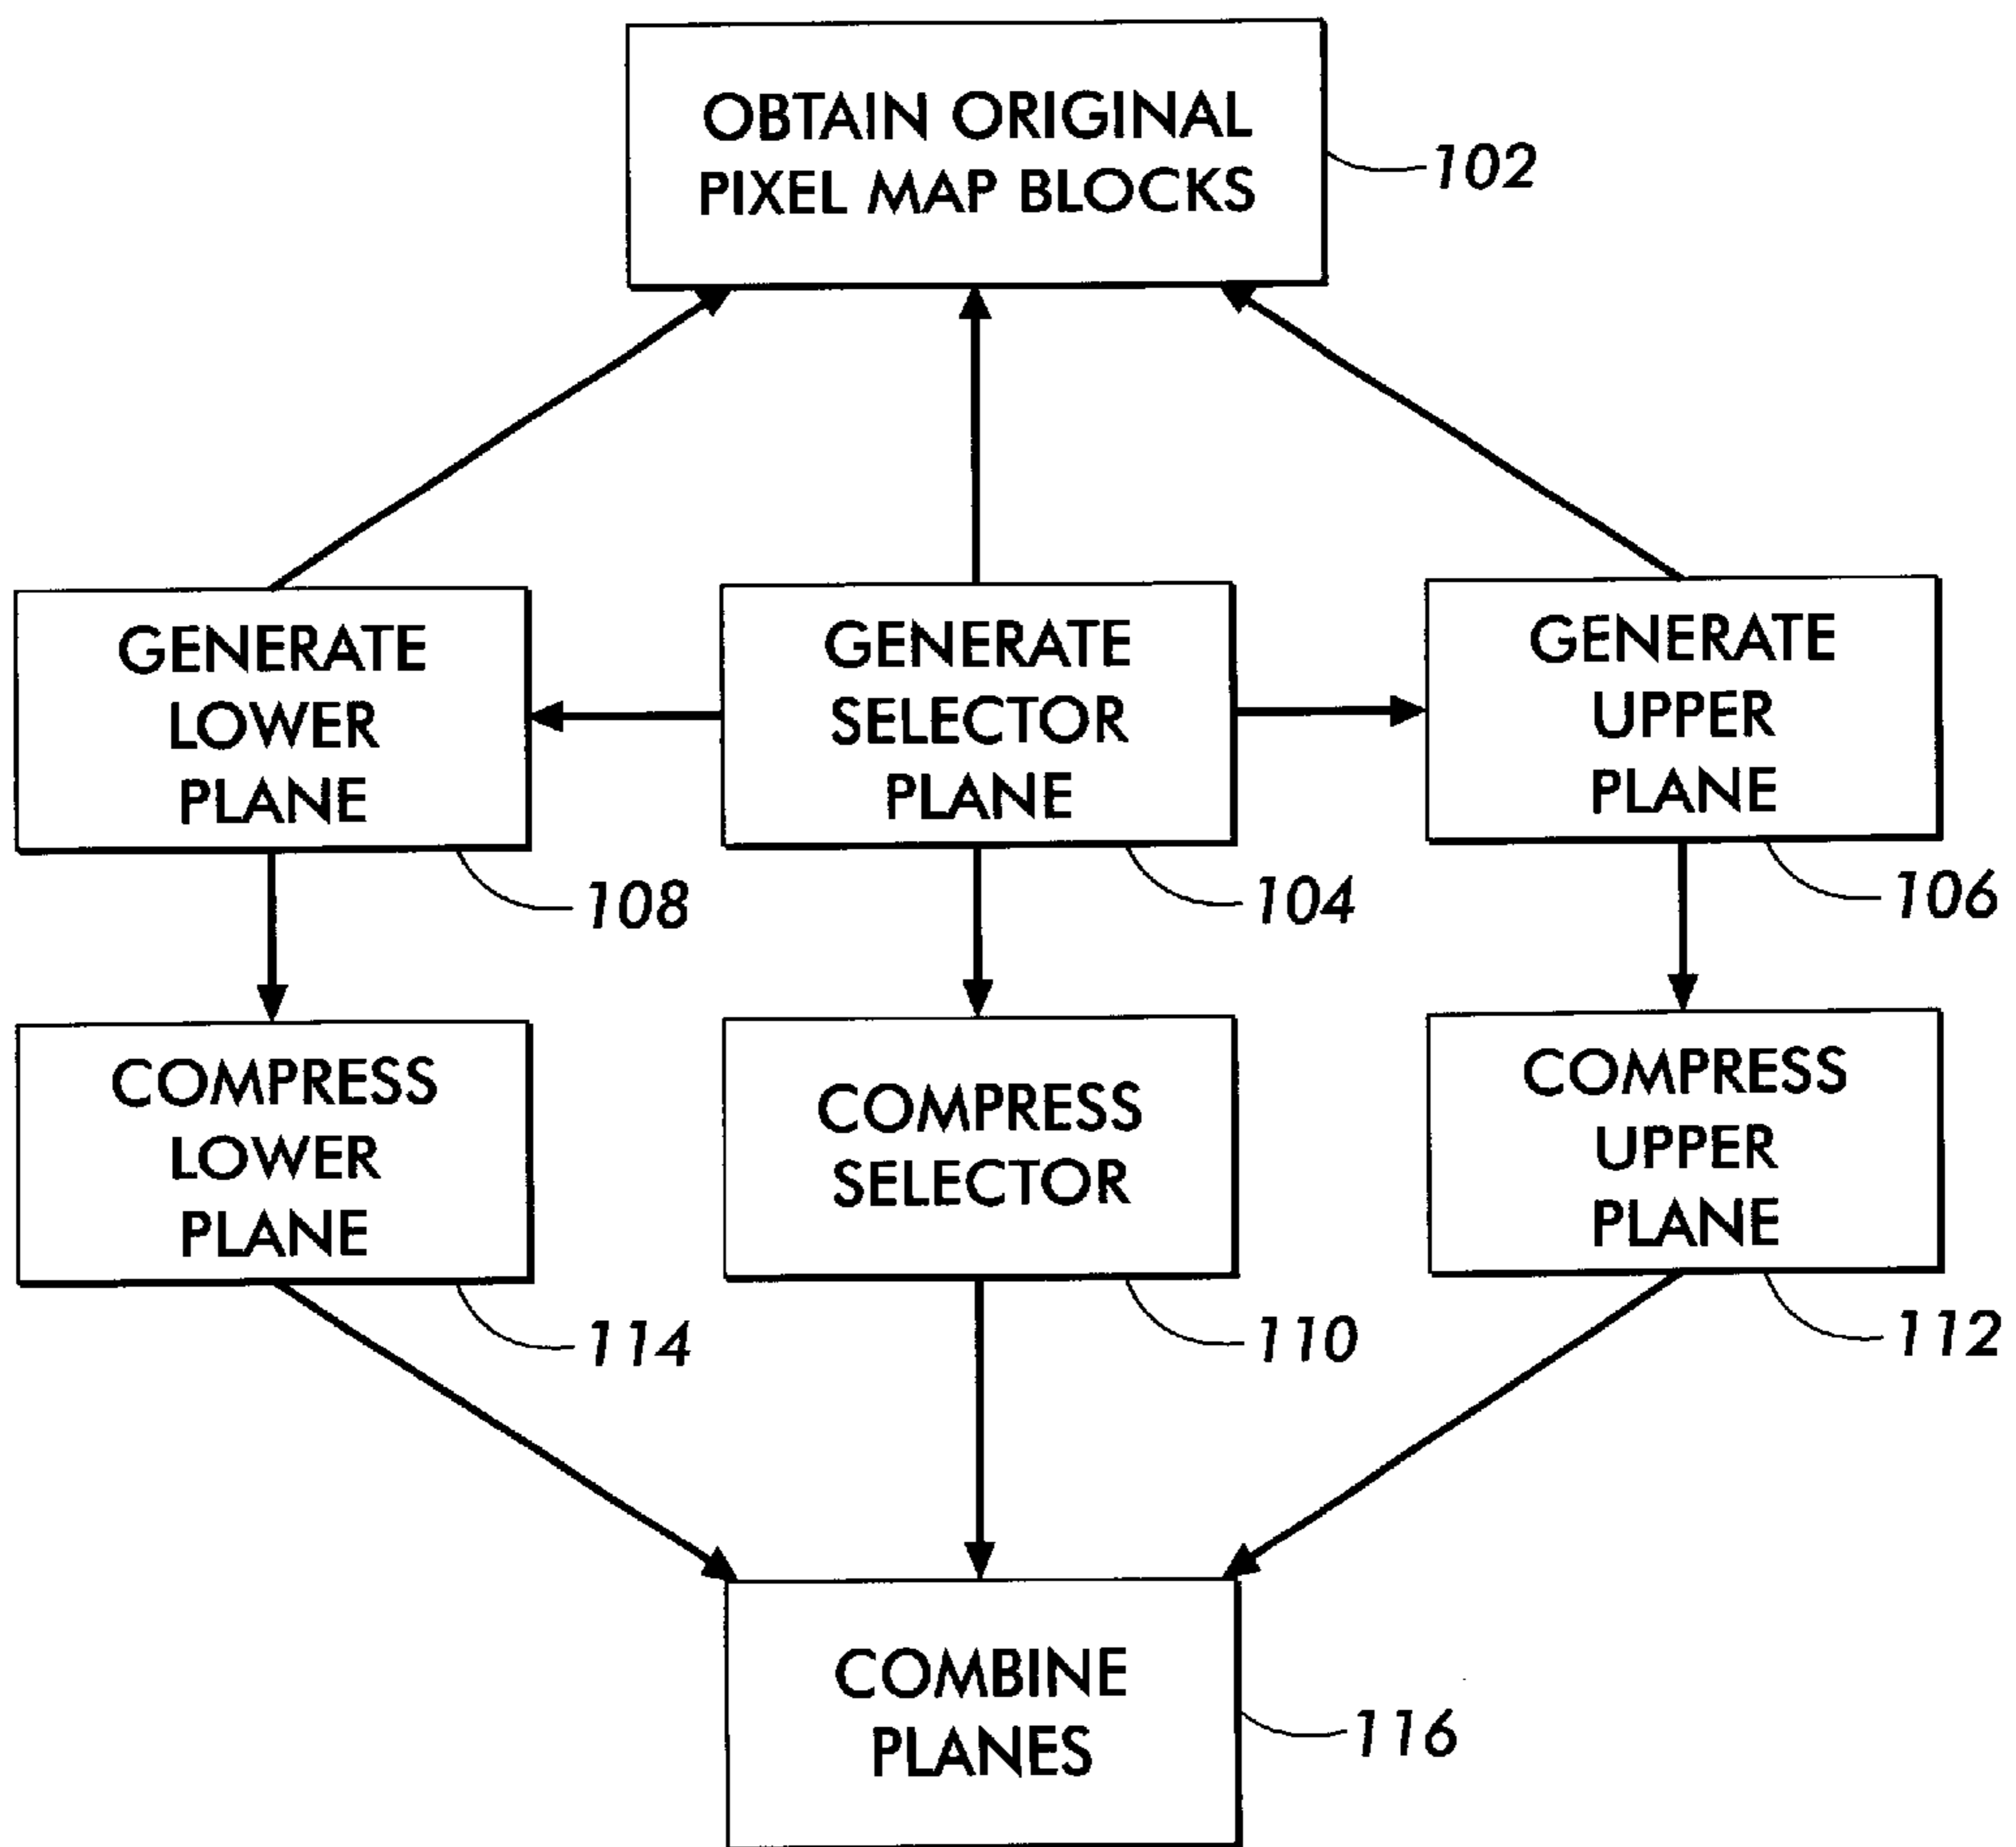 OBTAIN ORIGINAL
PIXEL MAP BLOCKS
102
GENERATE
LOWER
PLANE
108
GENERATE
SELECTOR
PLANE
104
GENERATE
UPPER
PLANE
106
COMPRESS
LOWER
PLANE
114
COMPRESS
SELECTOR
110
COMPRESS
UPPER
PLANE
112
COMBINE
PLANES
116